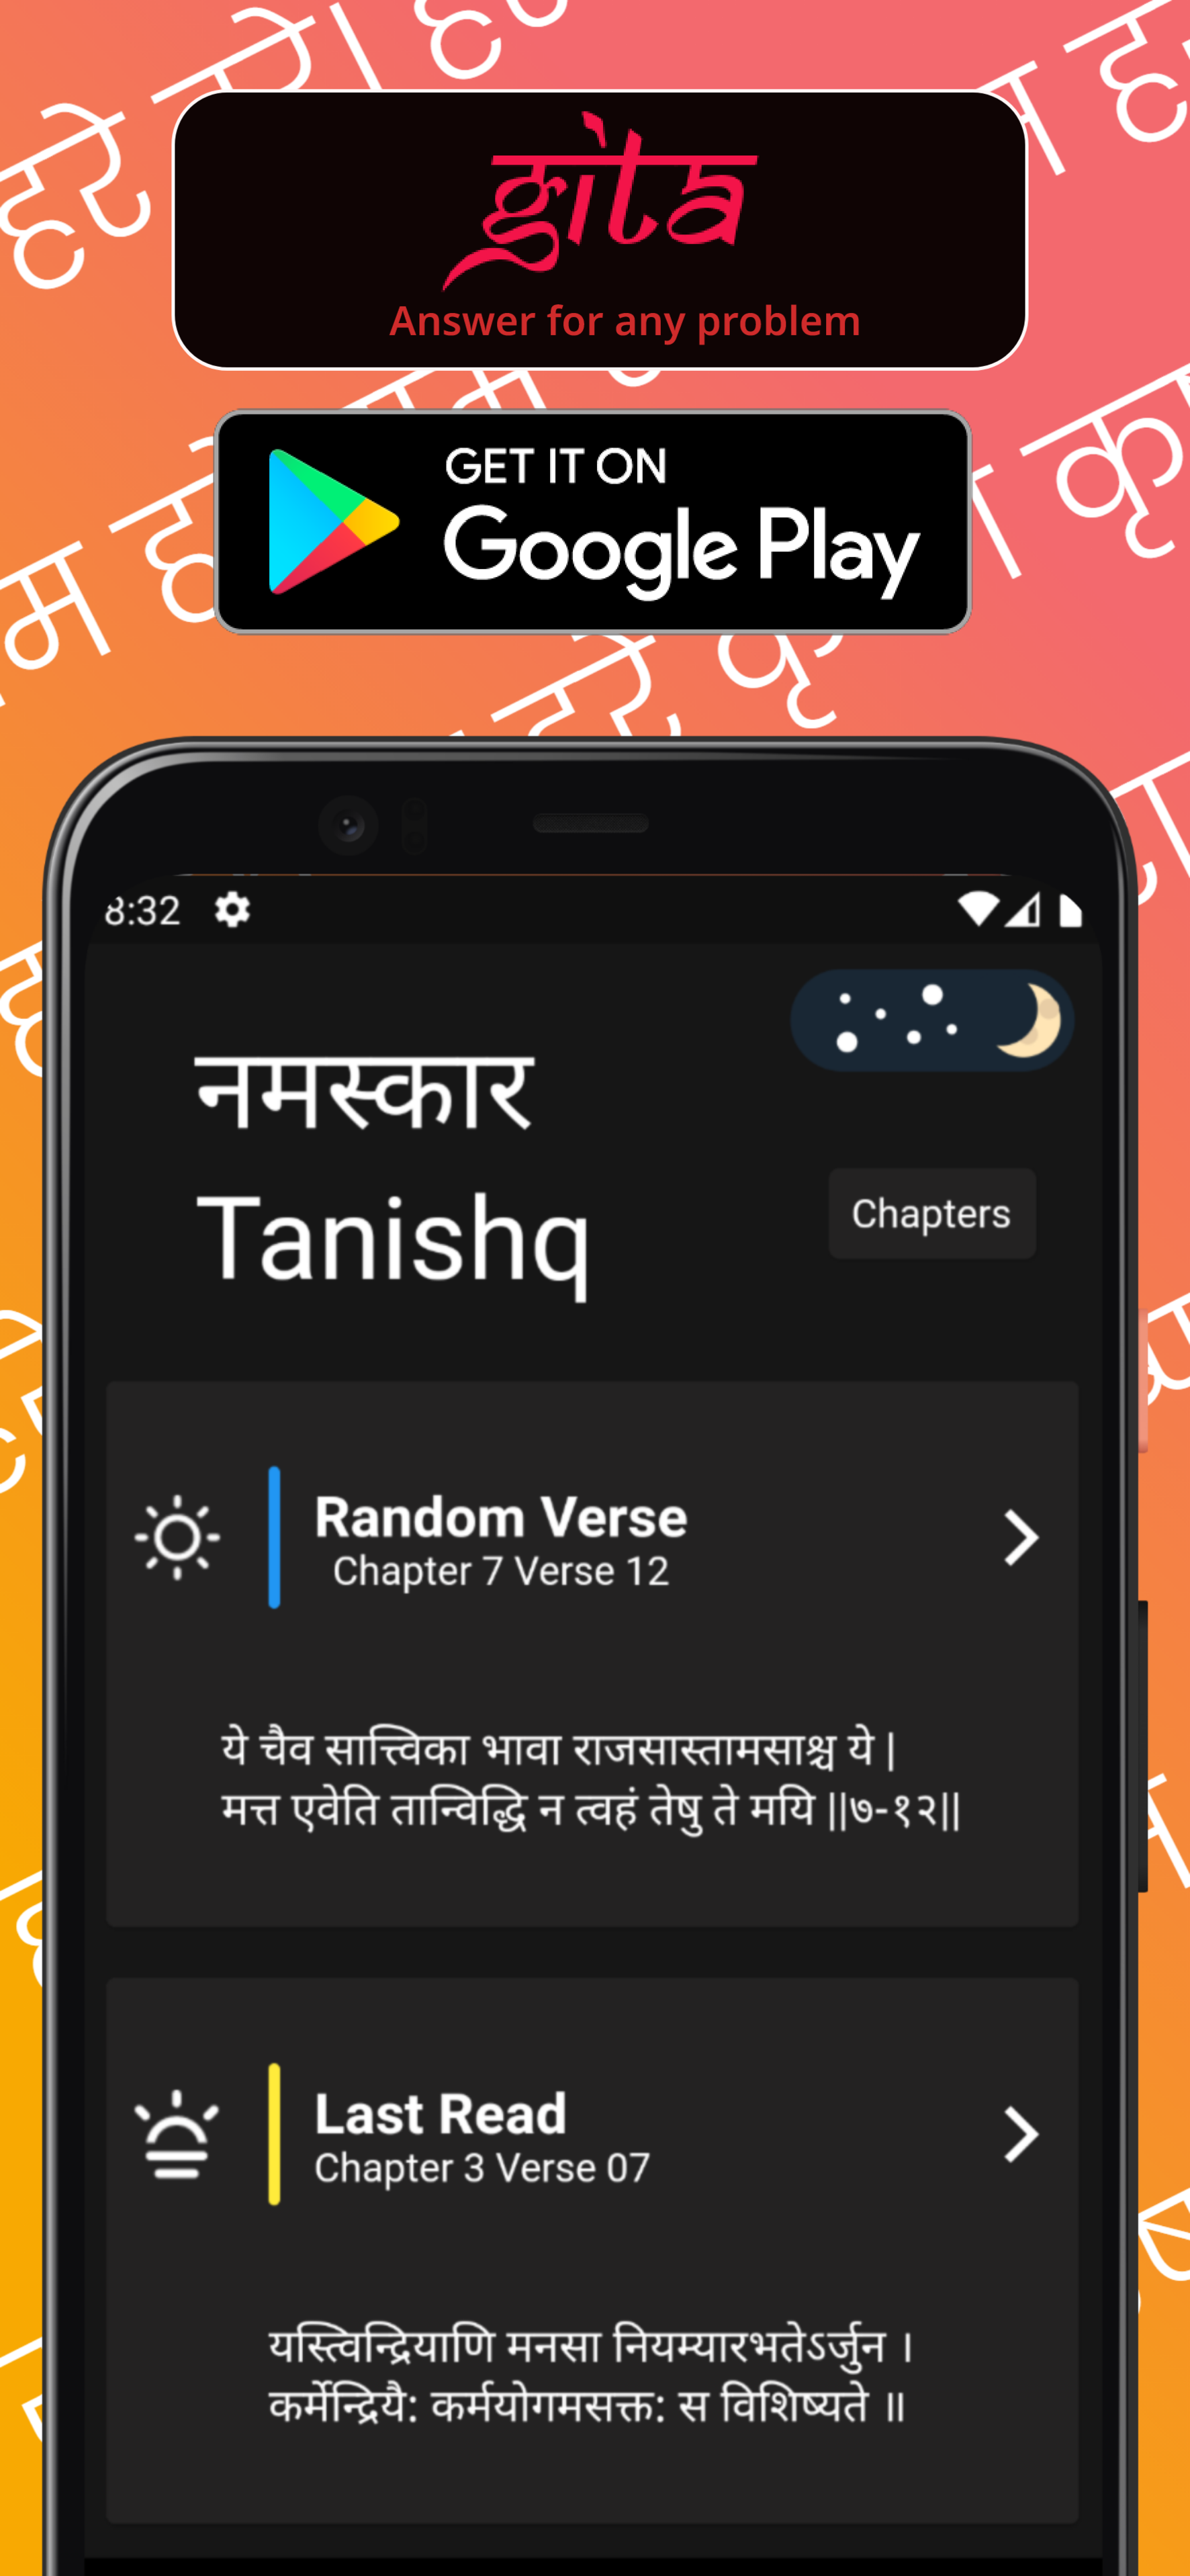 gita
Answer for any problem
GET IT ON
Google Play
8:32
नमस्कार
Tanishq
Chapters
Random Verse
Chapter 7 Verse 12
ये चैव सात्त्विका भावा राजसास्तामसाश्च ये |
मत्त एवेति तान्विद्धि न त्वहं तेषु ते मयि ||७-१२||
Last Read
Chapter 3 Verse 07
यस्त्विन्द्रियाणि मनसा नियम्यारभतेऽर्जुन ।
कर्मेन्द्रियै: कर्मयोगमसक्त: स विशिष्यते ॥